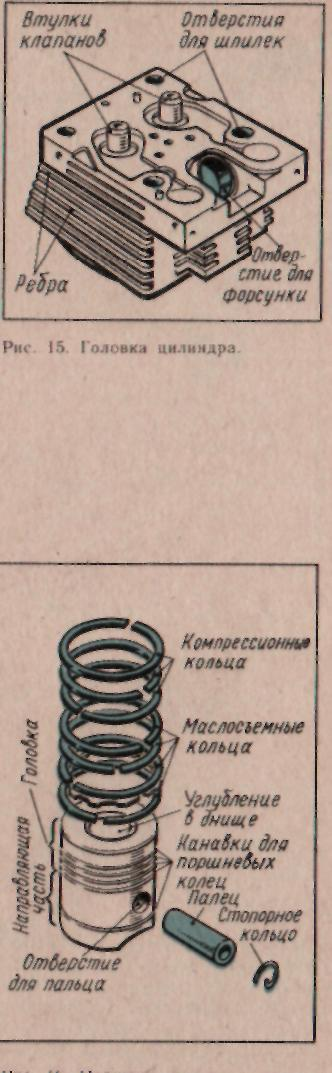 Втулки
клапанов
Отверстия
для шпилек
Ребра
Отвер-
стие для
форсунки
Рис. 15. Головка цилиндра.
Компрессионные
кольца
Маслосъемные
кольца
Головка
Углубление
в днище
Направляющая
часть
Канавки для
поршневых
колец
Палец
Стопорное
кольцо
Отверстие
для пальца